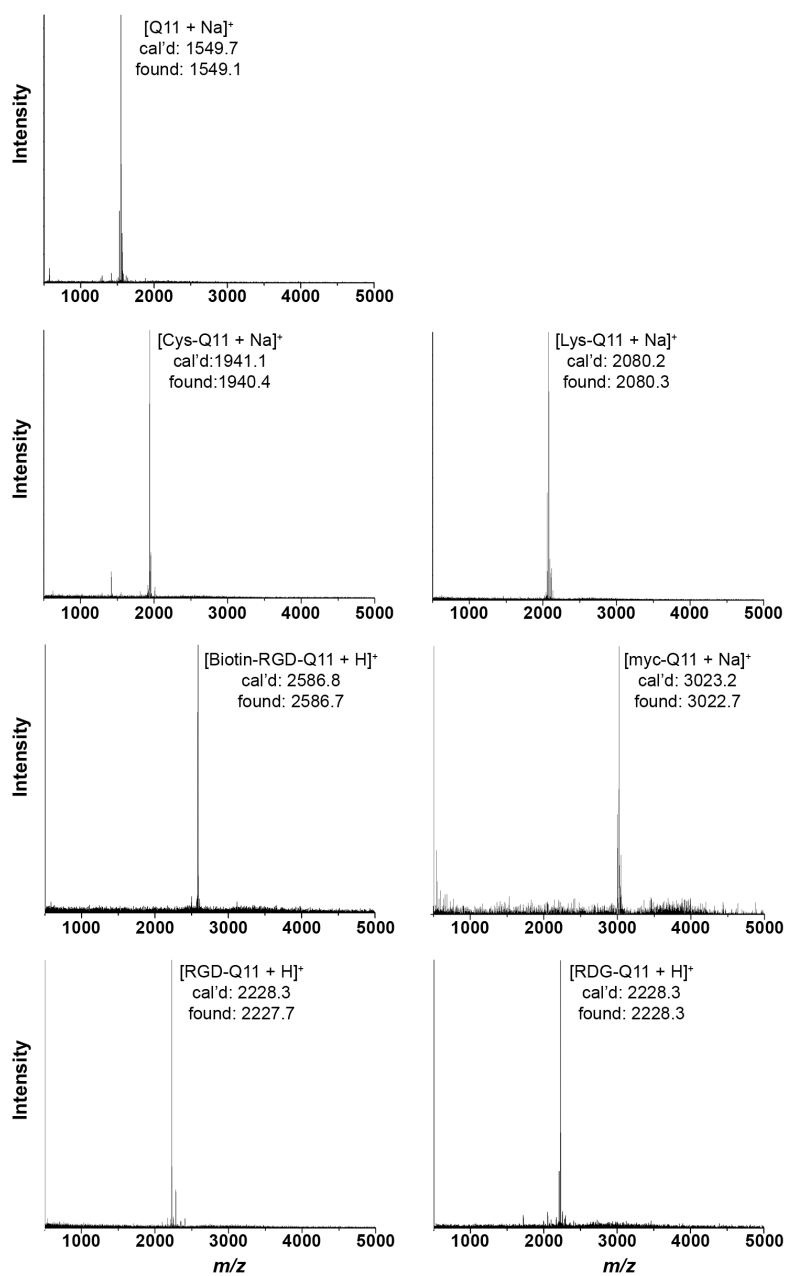 [Q11 + Na]⁺
cal’d: 1549.7
found: 1549.1
Intensity
1000 2000 3000 4000 5000
[Cys-Q11 + Na]⁺
cal’d:1941.1
found:1940.4
Intensity
1000 2000 3000 4000 5000
[Lys-Q11 + Na]⁺
cal’d: 2080.2
found: 2080.3
1000 2000 3000 4000 5000
[Biotin-RGD-Q11 + H]⁺
cal’d: 2586.8
found: 2586.7
Intensity
1000 2000 3000 4000 5000
[myc-Q11 + Na]⁺
cal’d: 3023.2
found: 3022.7
1000 2000 3000 4000 5000
[RGD-Q11 + H]⁺
cal’d: 2228.3
found: 2227.7
Intensity
1000 2000 3000 4000 5000
m/z
[RDG-Q11 + H]⁺
cal’d: 2228.3
found: 2228.3
1000 2000 3000 4000 5000
m/z